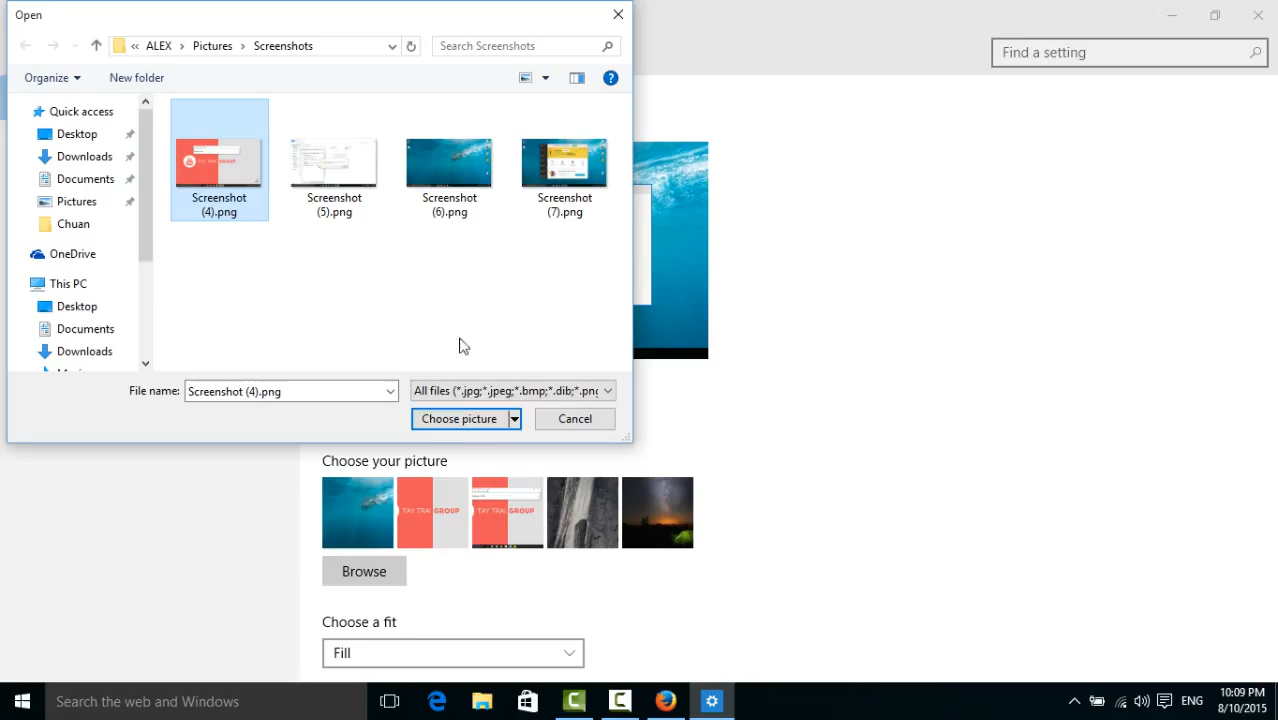 Open
ALEX
Pictures
Screenshots
Search Screenshots
Find a setting
Organize
New folder
Quick access
Desktop
Downloads
Documents
Pictures
Chuan
OneDrive
This PC
Desktop
Documents
Downloads
Screenshot
(4).png
Screenshot
(5).png
Screenshot
(6).png
Screenshot
(7).png
File name:
Screenshot (4).png
All files (*.jpg;*.jpeg;*.bmp;*.dib;*.png
Choose picture
Cancel
Choose your picture
TAY TRAI GROUP
TAY TRAI GROUP
Browse
Choose a fit
Fill
Search the web and Windows
ENG
10:09 PM
8/10/2015